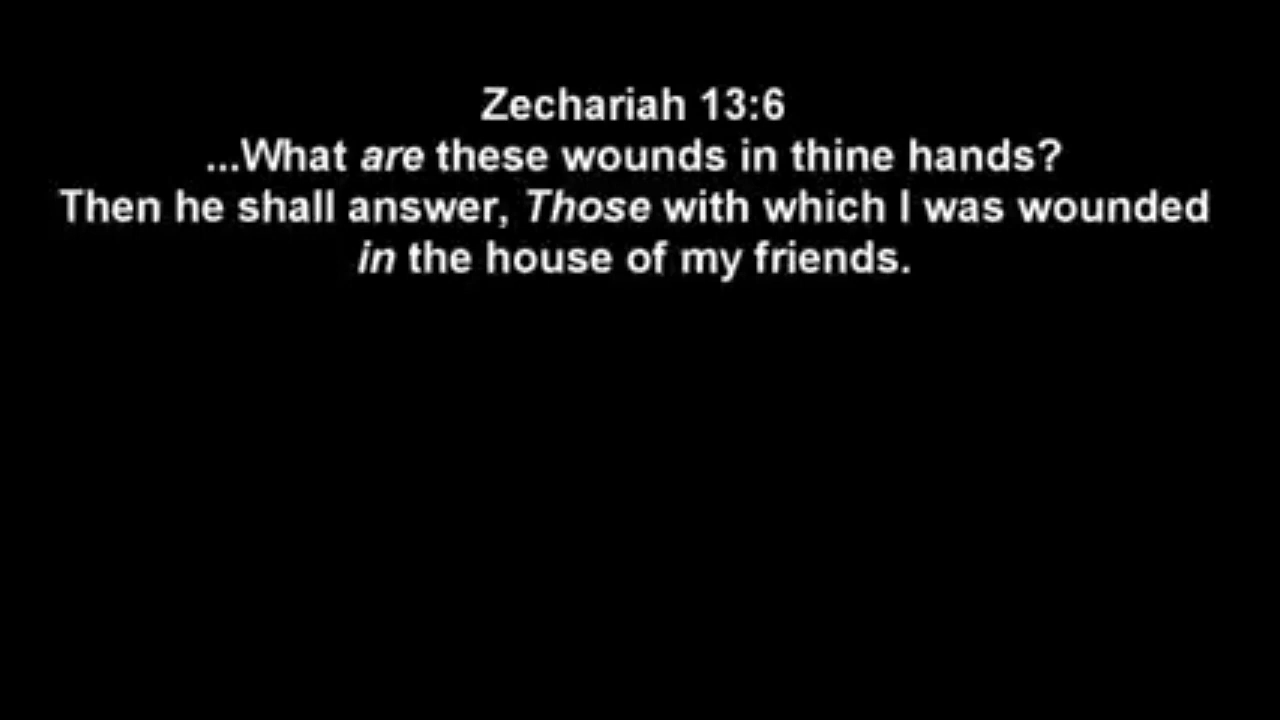 Zechariah 13:6
...What are these wounds in thine hands?
Then he shall answer, Those with which I was wounded
in the house of my friends.